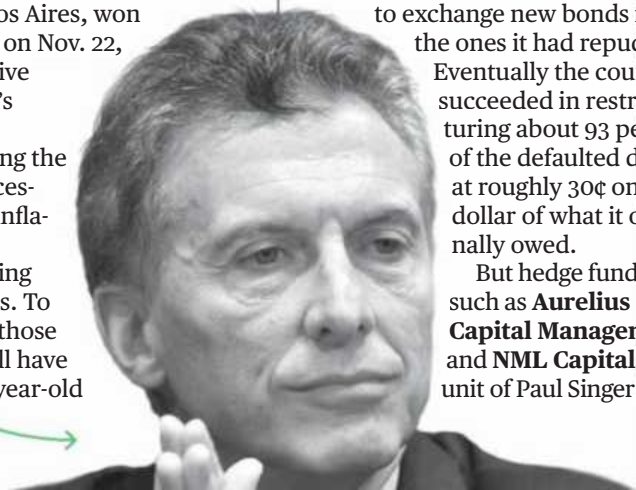 os Aires, won
on Nov. 22,
ive
's
ng the
ces-
nfla-
ing
s. To
those
ll have
year-old
to exchange new bonds
the ones it had repud
Eventually the cou
succeeded in restr
turing about 93 pe
of the defaulted d
at roughly 30¢ on
dollar of what it o
nally owed.
But hedge fund
such as Aurelius
Capital Manager
and NML Capital,
unit of Paul Singer